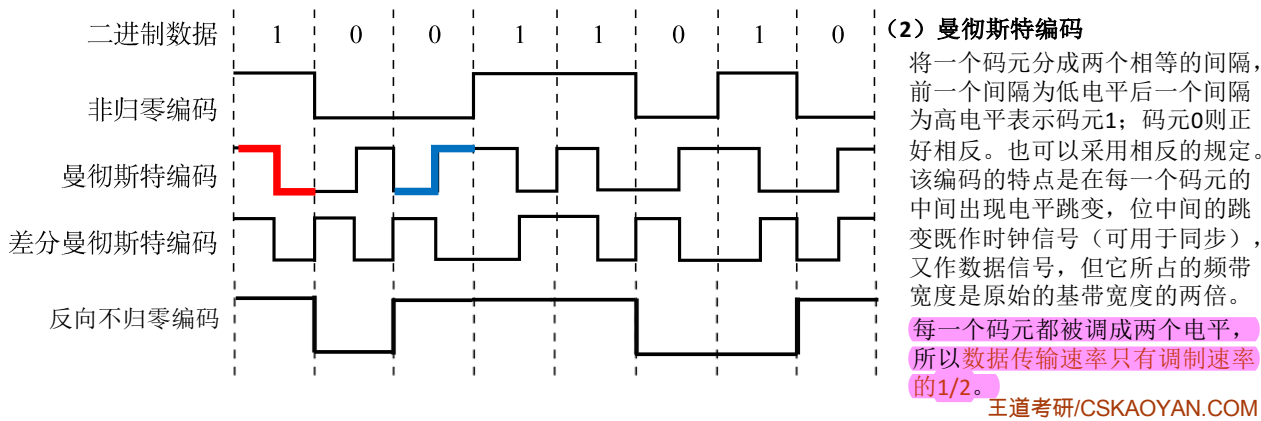 二进制数据 1 0 0 1 1 0 1 0
非归零编码
曼彻斯特编码
差分曼彻斯特编码
反向不归零编码
（2）曼彻斯特编码
将一个码元分成两个相等的间隔，
前一个间隔为低电平后一个间隔
为高电平表示码元1；码元0则正
好相反。也可以采用相反的规定。
该编码的特点是在每一个码元的
中间出现电平跳变，位中间的跳
变既作时钟信号（可用于同步），
又作数据信号，但它所占的频带
宽度是原始的基带宽度的两倍。
每一个码元都被调成两个电平，
所以数据传输速率只有调制速率
的1/2。
王道考研/CSKAOYAN.COM